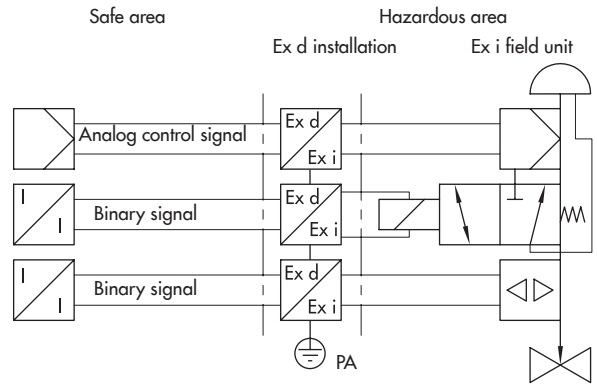 Safe area
Hazardous area
Ex d installation
Ex i field unit
Analog control signal
Ex d
Ex i
I
I
Binary signal
Ex d
Ex i
I
I
Binary signal
Ex d
Ex i
PA